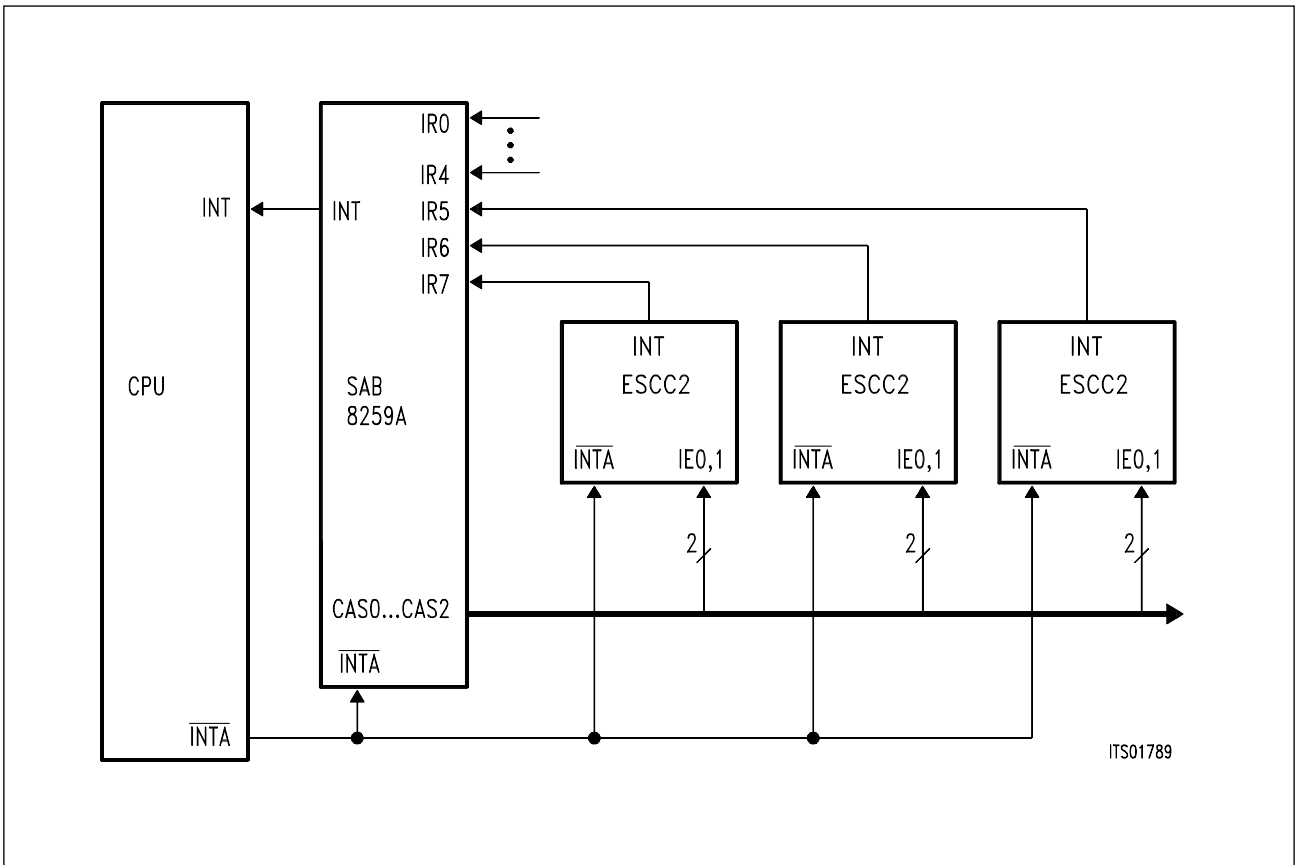 IR0
IR4
INT
INT
IR5
IR6
IR7
CPU
SAB
8259A
INT
ESCC2
INTA
IE0,1
INT
ESCC2
INTA
IE0,1
INT
ESCC2
INTA
IE0,1
2
2
2
CAS0...CAS2
INTA
INTA
ITS01789